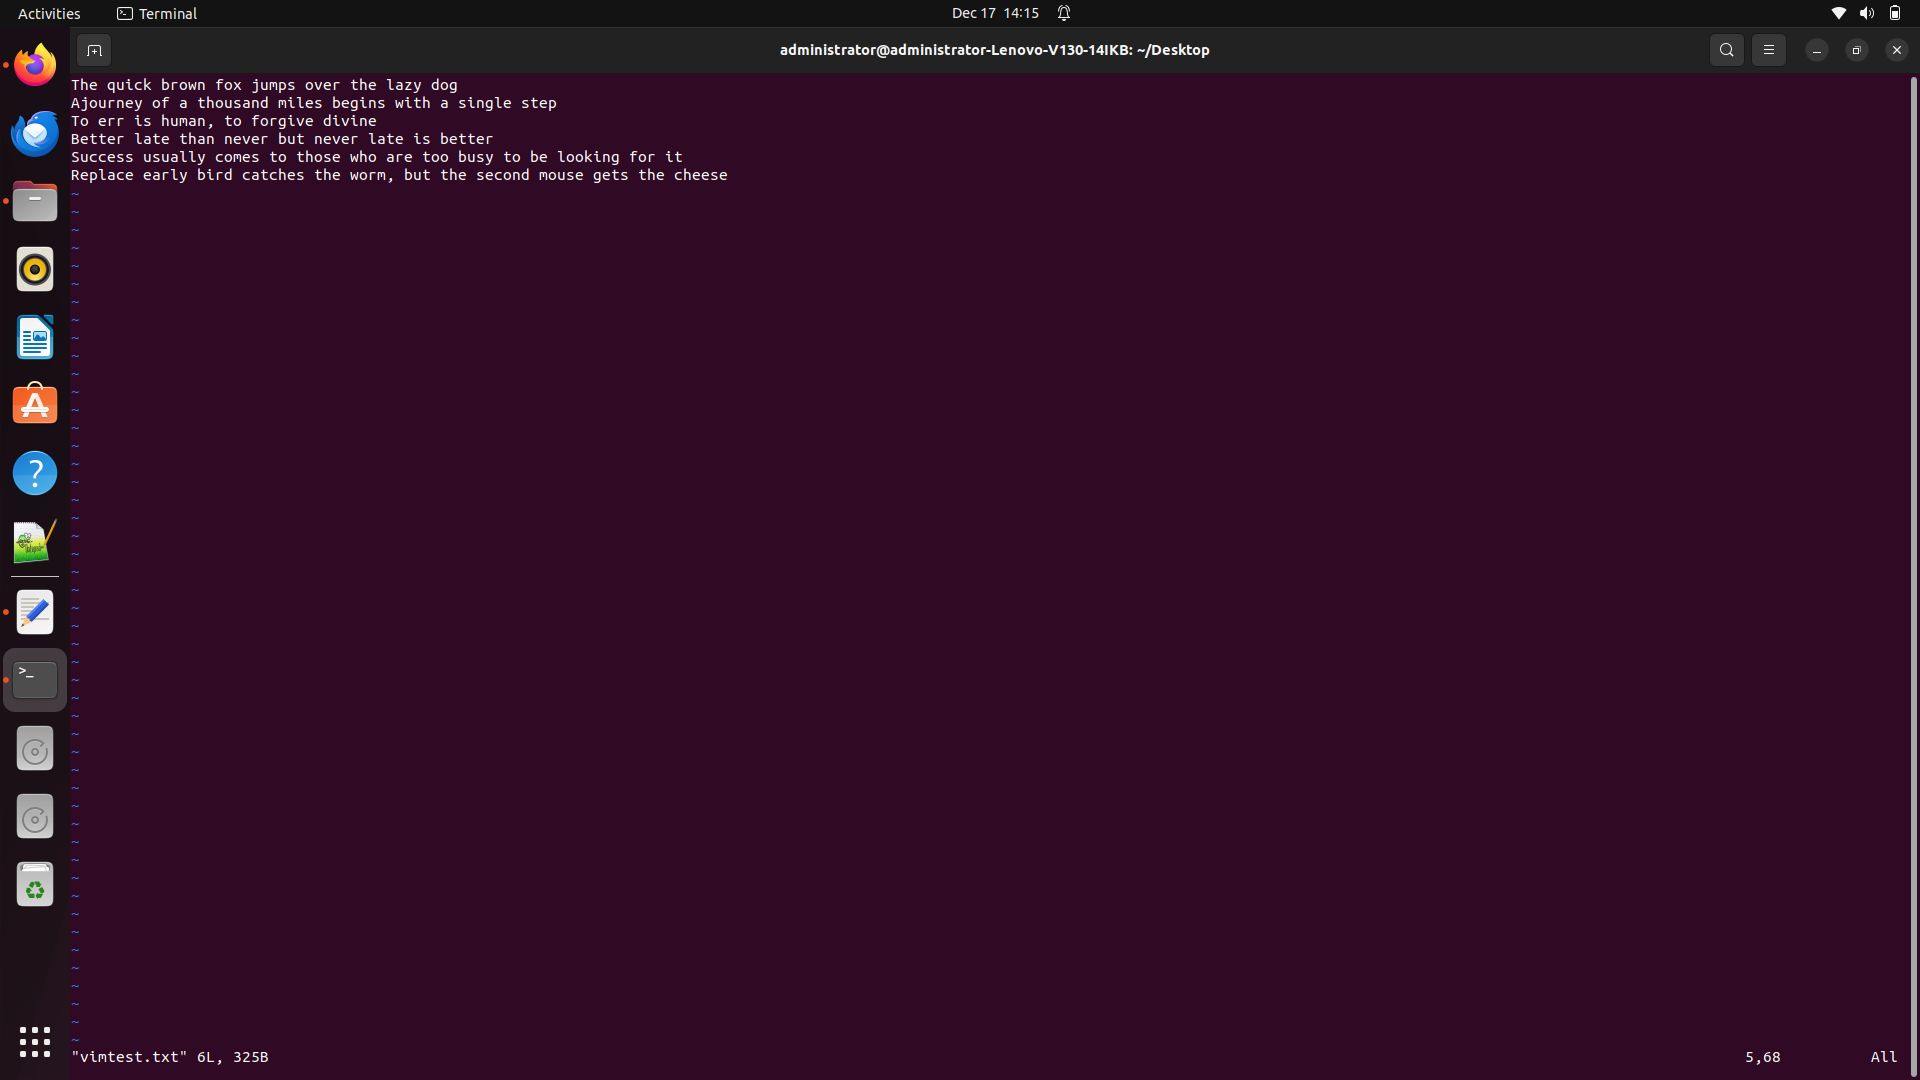 Activities Terminal Dec 17 14:15
administrator@administrator-Lenovo-V130-14IKB: ~/Desktop
The quick brown fox jumps over the lazy dog
Ajourney of a thousand miles begins with a single step
To err is human, to forgive divine
Better late than never but never late is better
Success usually comes to those who are too busy to be looking for it
Replace early bird catches the worm, but the second mouse gets the cheese
"vimtest.txt" 6L, 325B 5,68 All